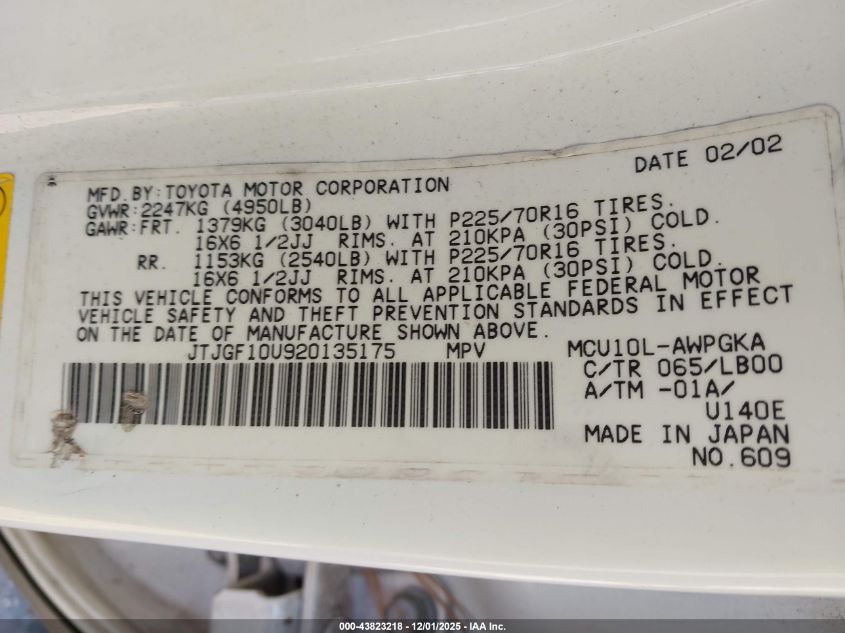 DATE 02/02
MFD.BY:TOYOTA MOTOR CORPORATION
GVWR:2247KG (4950LB)
GAWR:FRT. 1379KG (3040LB) WITH P225/70R16 TIRES.
16X6 1/2JJ RIMS. AT 210KPA (30PSI) COLD.
RR. 1153KG (2540LB) WITH P225/70R16 TIRES.
16X6 1/2JJ RIMS. AT 210KPA (30PSI) COLD.
THIS VEHICLE CONFORMS TO ALL APPLICABLE FEDERAL MOTOR
VEHICLE SAFETY AND THEFT PREVENTION STANDARDS IN EFFECT
ON THE DATE OF MANUFACTURE SHOWN ABOVE.
JTJGF10U920135175 MPV MCU10L-AWPGKA
C/TR 065/LB00
A/TM -01A/
U140E
MADE IN JAPAN
NO.609
000-43823218 - 12/01/2025 - IAA Inc.